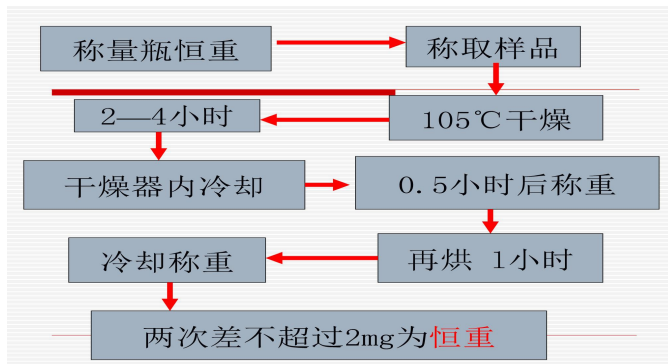 称量瓶恒重
称取样品
105℃干燥
2—4小时
干燥器内冷却
0.5小时后称重
再烘 1小时
冷却称重
两次差不超过2mg为恒重